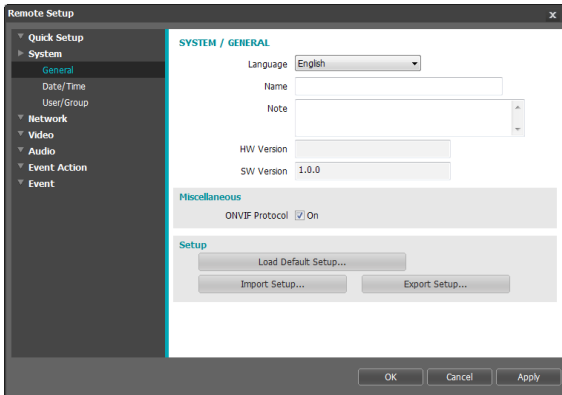 Remote Setup x
Quick Setup
System
General
Date/Time
User/Group
Network
Video
Audio
Event Action
Event
SYSTEM / GENERAL
Language English
Name
Note
HW Version
SW Version 1.0.0
Miscellaneous
ONVIF Protocol On
Setup
Load Default Setup...
Import Setup... Export Setup...
OK Cancel Apply